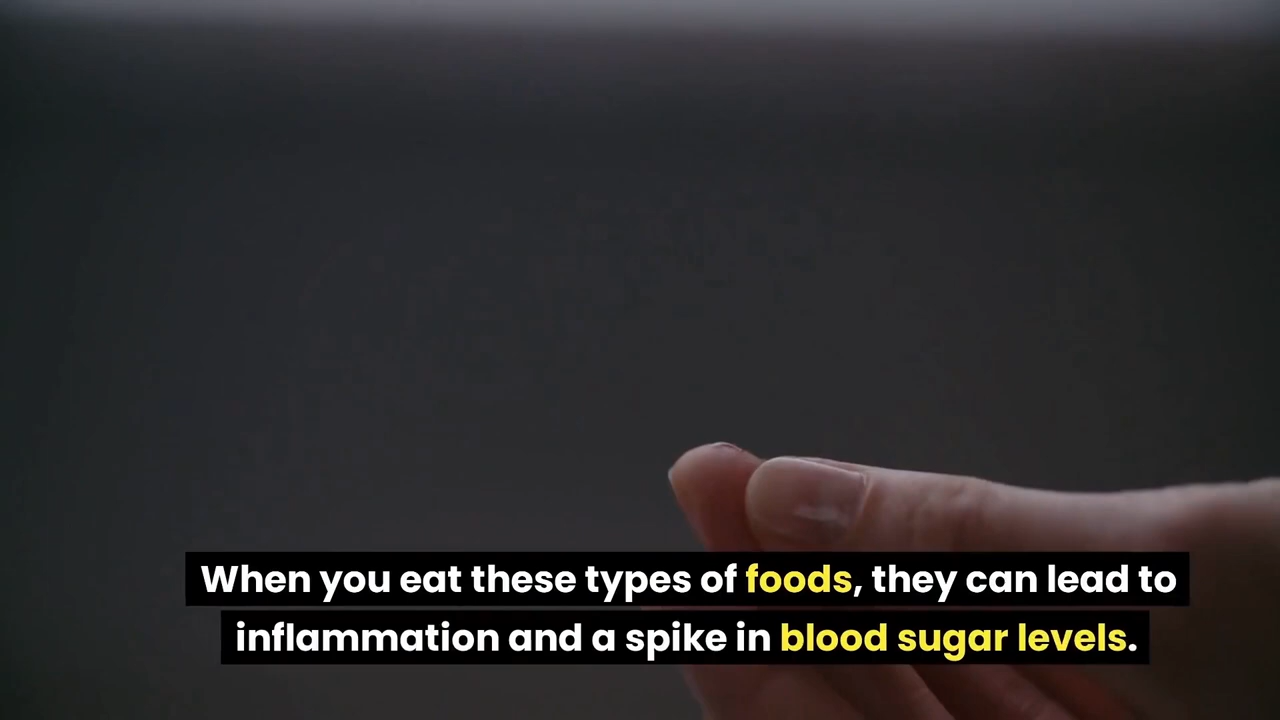 When you eat these types of foods, they can lead to
inflammation and a spike in blood sugar levels.